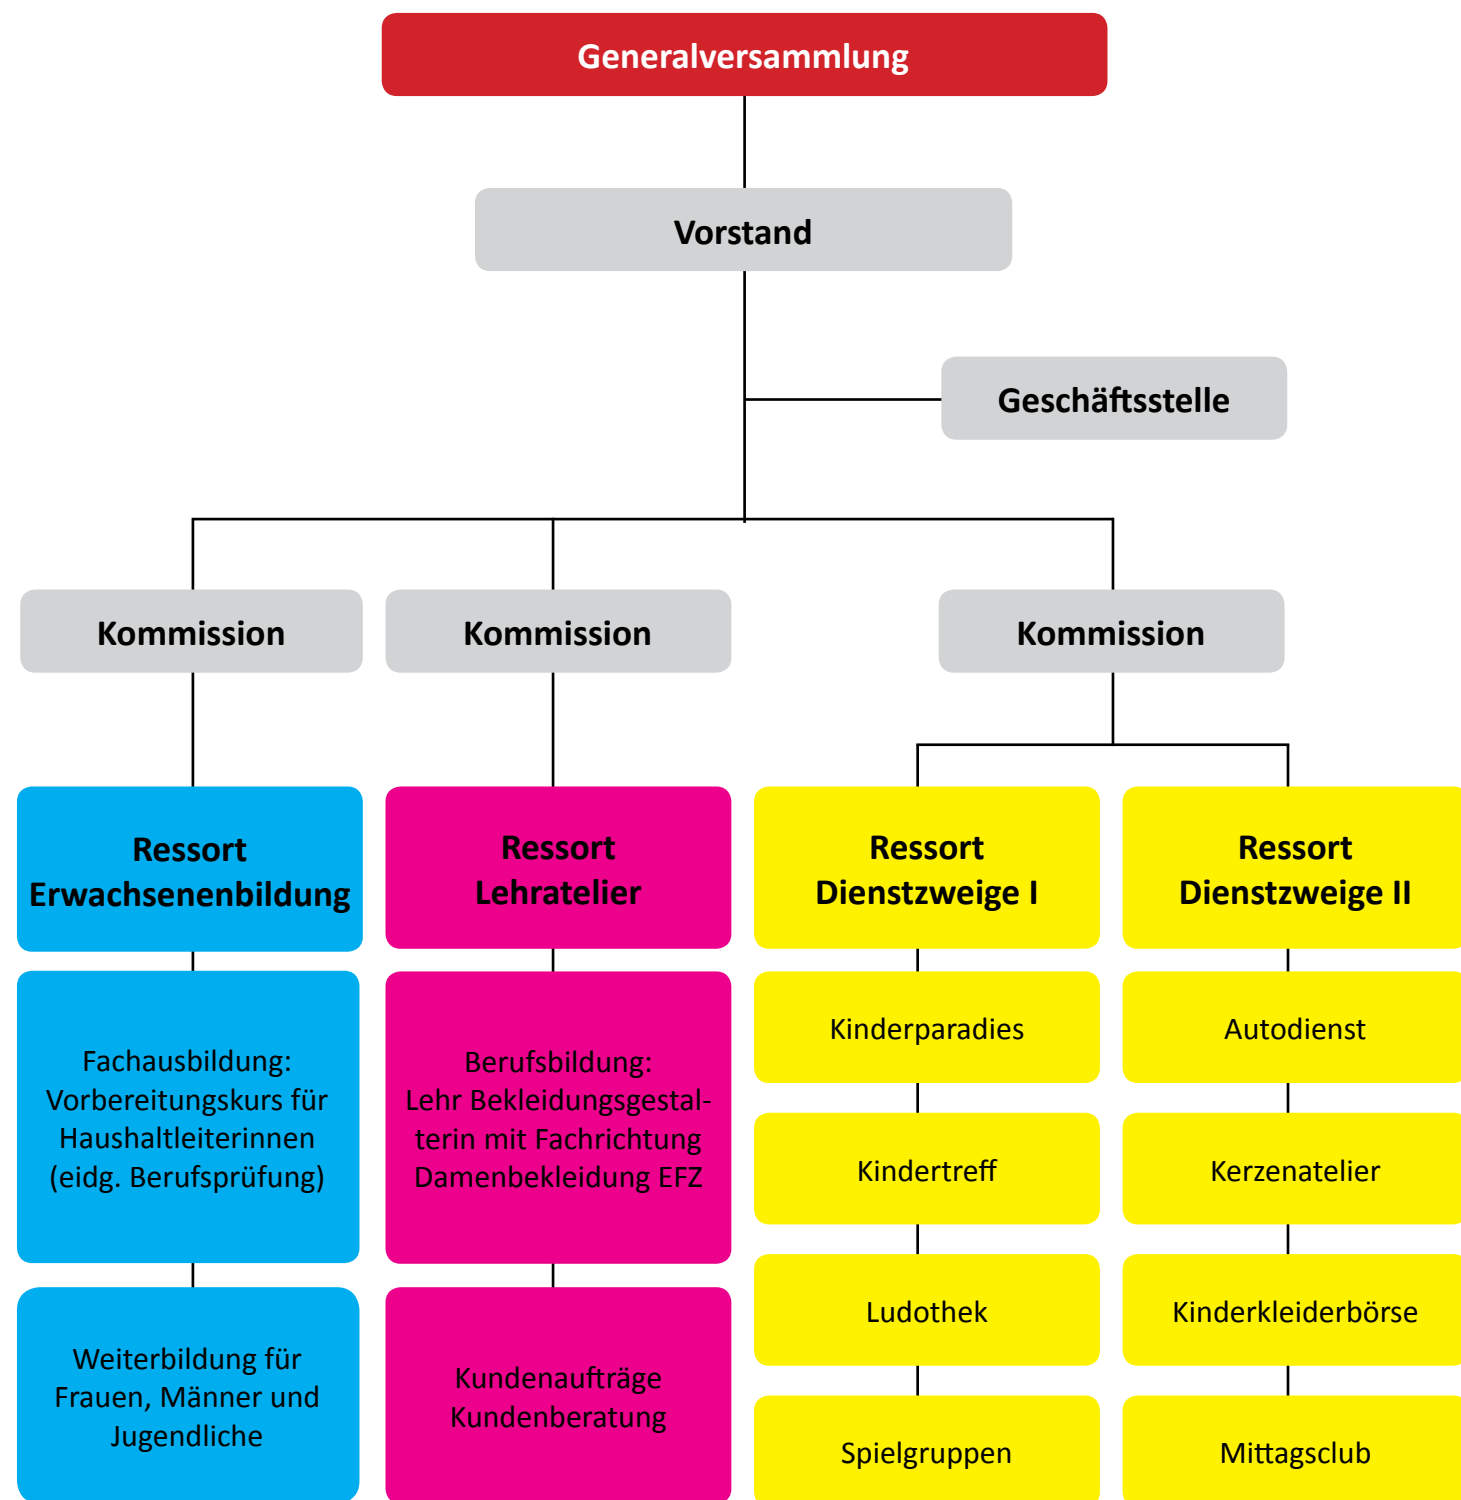 Generalversammlung
Vorstand
Geschäftsstelle
Kommission
Kommission
Kommission
Ressort
Erwachsenenbildung
Fachausbildung:
Vorbereitungskurs für
Haushaltleiterinnen
(eidg. Berufsprüfung)
Weiterbildung für
Frauen, Männer und
Jugendliche
Ressort
Lehratelier
Berufsbildung:
Lehr Bekleidungsgestal-
terin mit Fachrichtung
Damenbekleidung EFZ
Kundenaufträge
Kundenberatung
Ressort
Dienstzweige I
Kinderparadies
Kindertreff
Ludothek
Spielgruppen
Ressort
Dienstzweige II
Autodienst
Kerzenatelier
Kinderkleiderbörse
Mittagsclub